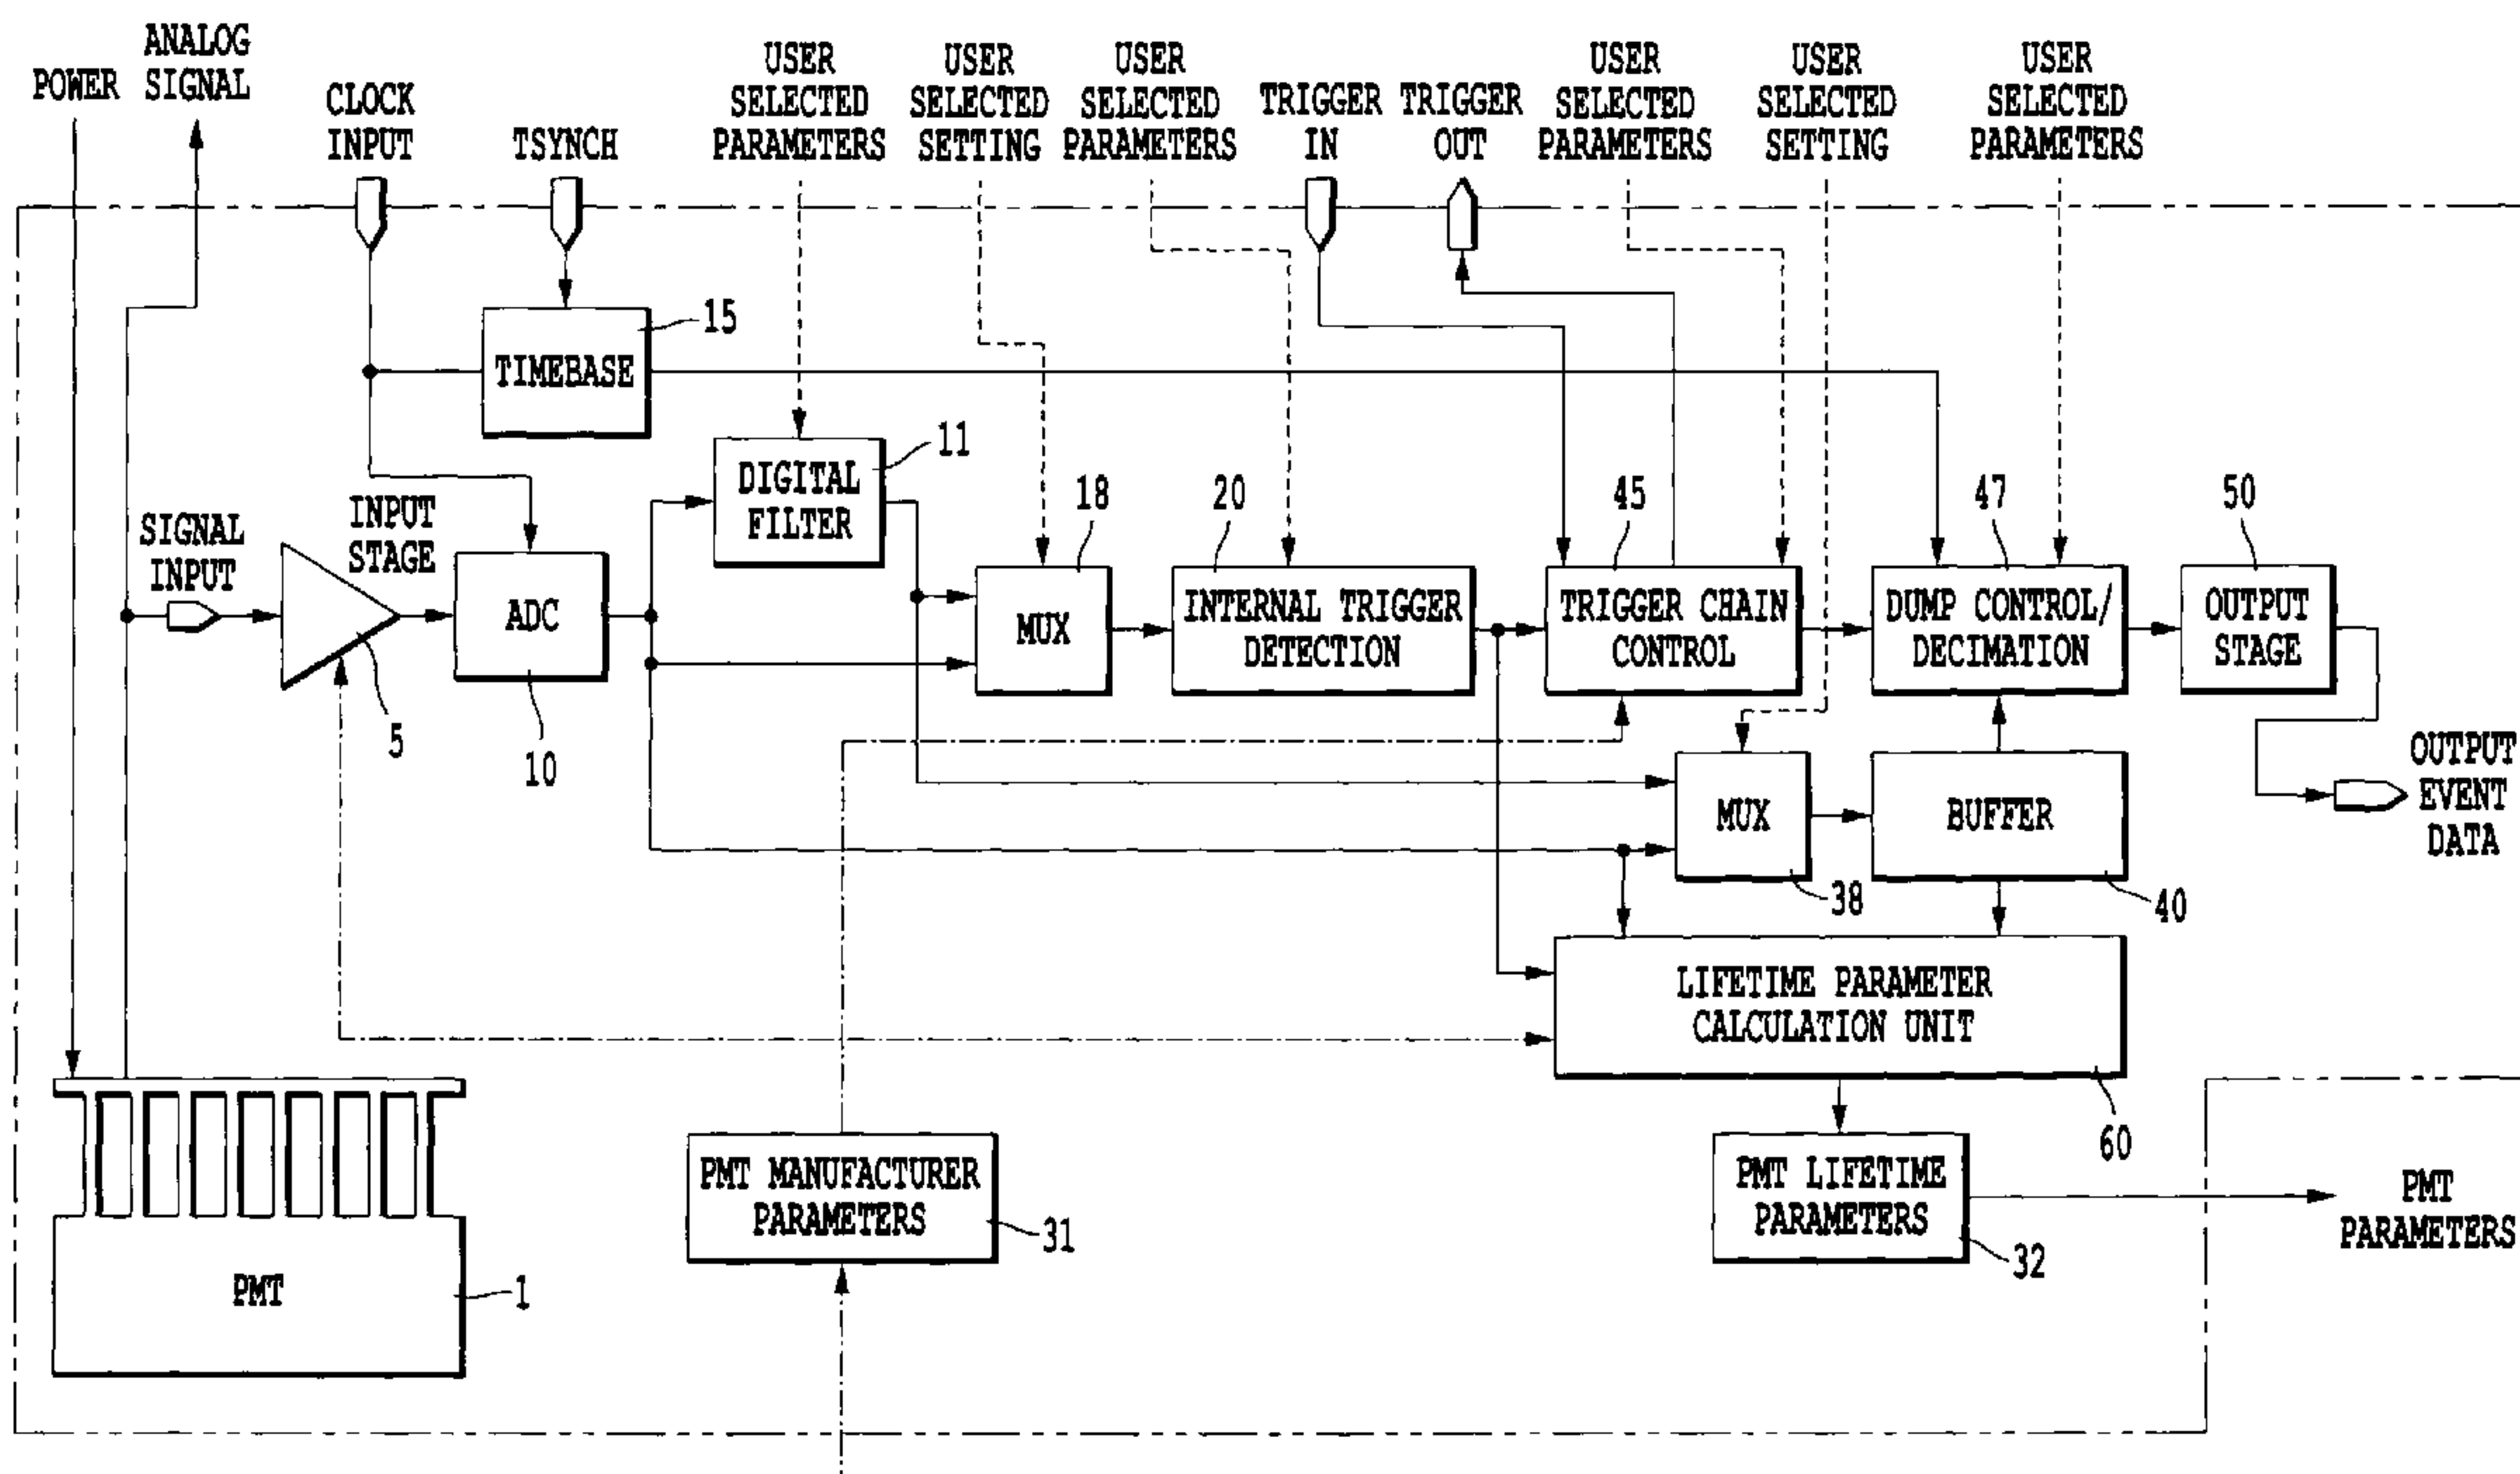 POWER
ANALOG
SIGNAL
CLOCK
INPUT
TSYNCH
USER
SELECTED
PARAMETERS
USER
SELECTED
SETTING
USER
SELECTED
PARAMETERS
TRIGGER
IN
TRIGGER
OUT
USER
SELECTED
PARAMETERS
USER
SELECTED
SETTING
USER
SELECTED
PARAMETERS
TIMEBASE
15
DIGITAL
FILTER
11
SIGNAL
INPUT
INPUT
STAGE
5
ADC
10
MUX
18
INTERNAL TRIGGER
DETECTION
20
TRIGGER CHAIN
CONTROL
45
DUMP CONTROL/
DECIMATION
47
OUTPUT
STAGE
50
MUX
38
BUFFER
40
OUTPUT
EVENT
DATA
LIFETIME PARAMETER
CALCULATION UNIT
60
PMT MANUFACTURER
PARAMETERS
31
PMT LIFETIME
PARAMETERS
32
PMT
PARAMETERS
PMT
1